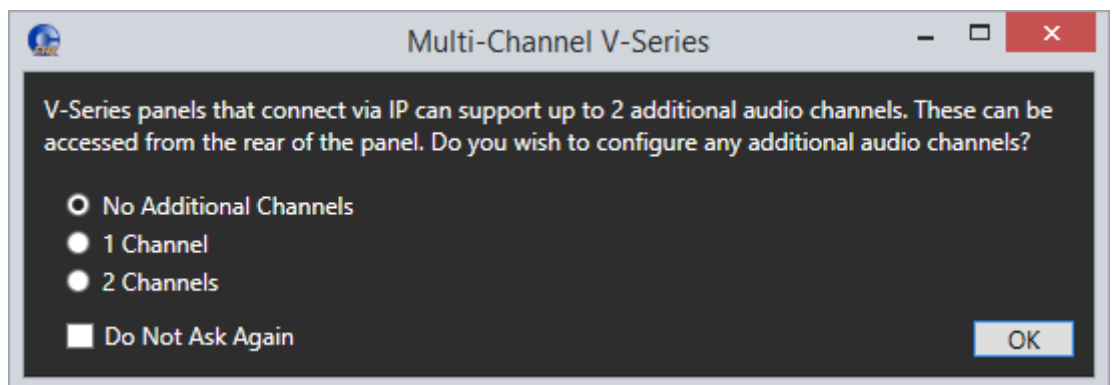 Multi-Channel V-Series
V-Series panels that connect via IP can support up to 2 additional audio channels. These can be
accessed from the rear of the panel. Do you wish to configure any additional audio channels?
No Additional Channels
1 Channel
2 Channels
Do Not Ask Again
OK